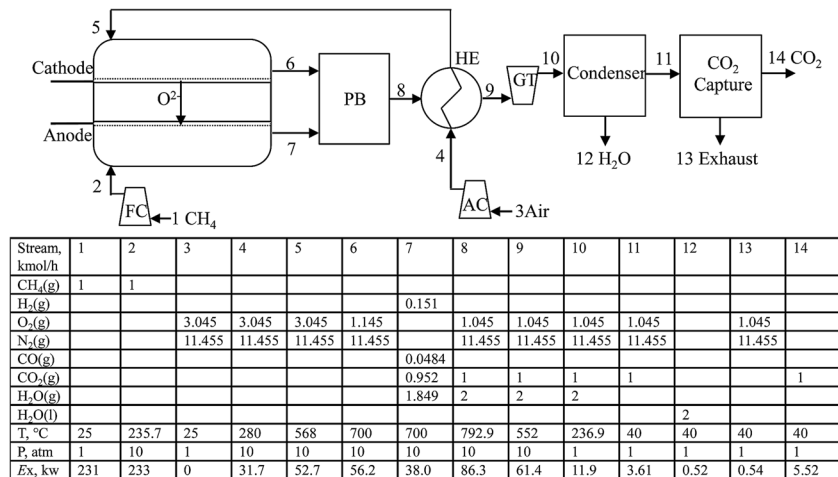 5
6
HE
10
11
14 CO₂
Cathode
O²⁻
PB
8
9
GT
Condenser
CO₂
Capture
Anode
7
4
12 H₂O
13 Exhaust
2
FC
1 CH₄
AC
3Air
Stream, kmol/h 1 2 3 4 5 6 7 8 9 10 11 12 13 14
CH₄(g) 1 1
H₂(g) 0.151
O₂(g) 3.045 3.045 3.045 1.145 1.045 1.045 1.045 1.045 1.045
N₂(g) 11.455 11.455 11.455 11.455 11.455 11.455 11.455 11.455 11.455
CO(g) 0.0484
CO₂(g) 0.952 1 1 1 1 1
H₂O(g) 1.849 2 2 2
H₂O(l) 2
T, °C 25 235.7 25 280 568 700 700 792.9 552 236.9 40 40 40 40
P, atm 1 10 1 10 10 10 10 10 10 1 1 1 1 1
Ex, kw 231 233 0 31.7 52.7 56.2 38.0 86.3 61.4 11.9 3.61 0.52 0.54 5.52